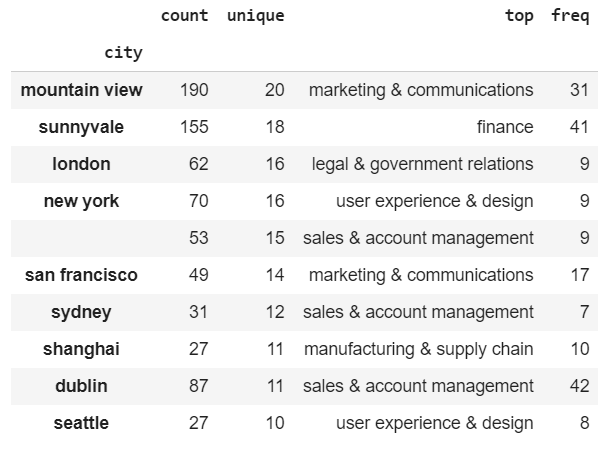 count unique top freq
city
mountain view 190 20 marketing & communications 31
sunnyvale 155 18 finance 41
london 62 16 legal & government relations 9
new york 70 16 user experience & design 9
53 15 sales & account management 9
san francisco 49 14 marketing & communications 17
sydney 31 12 sales & account management 7
shanghai 27 11 manufacturing & supply chain 10
dublin 87 11 sales & account management 42
seattle 27 10 user experience & design 8